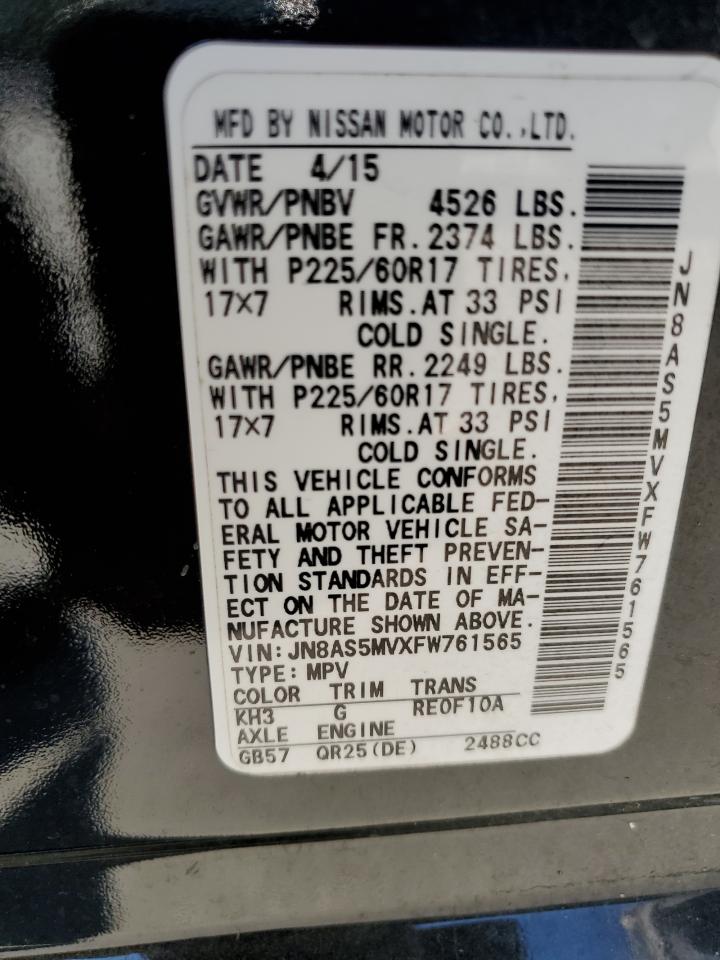 MFD BY NISSAN MOTOR CO.,LTD.
DATE 4/15
GVWR/PNBV 4526 LBS.
GAWR/PNBE FR.2374 LBS.
WITH P225/60R17 TIRES,
17×7 RIMS.AT 33 PSI
COLD SINGLE.
GAWR/PNBE RR.2249 LBS.
WITH P225/60R17 TIRES,
17×7 RIMS.AT 33 PSI
COLD SINGLE.
THIS VEHICLE CONFORMS
TO ALL APPLICABLE FED-
ERAL MOTOR VEHICLE SA-
FETY AND THEFT PREVEN-
TION STANDARDS IN EFF-
ECT ON THE DATE OF MA-
NUFACTURE SHOWN ABOVE.
VIN:JN8AS5MVXFW761565
TYPE:MPV
COLOR TRIM TRANS
KH3 G RE0F10A
AXLE ENGINE
GB57 QR25(DE) 2488CC
JN8AS5MVXFW761565